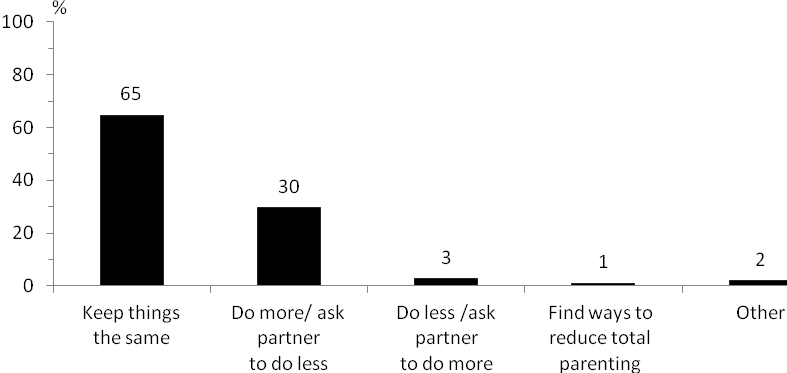 %
100
80
60
40
20
0
65
30
3
1
2
Keep things
the same
Do more/ ask
partner
to do less
Do less /ask
partner
to do more
Find ways to
reduce total
parenting
Other